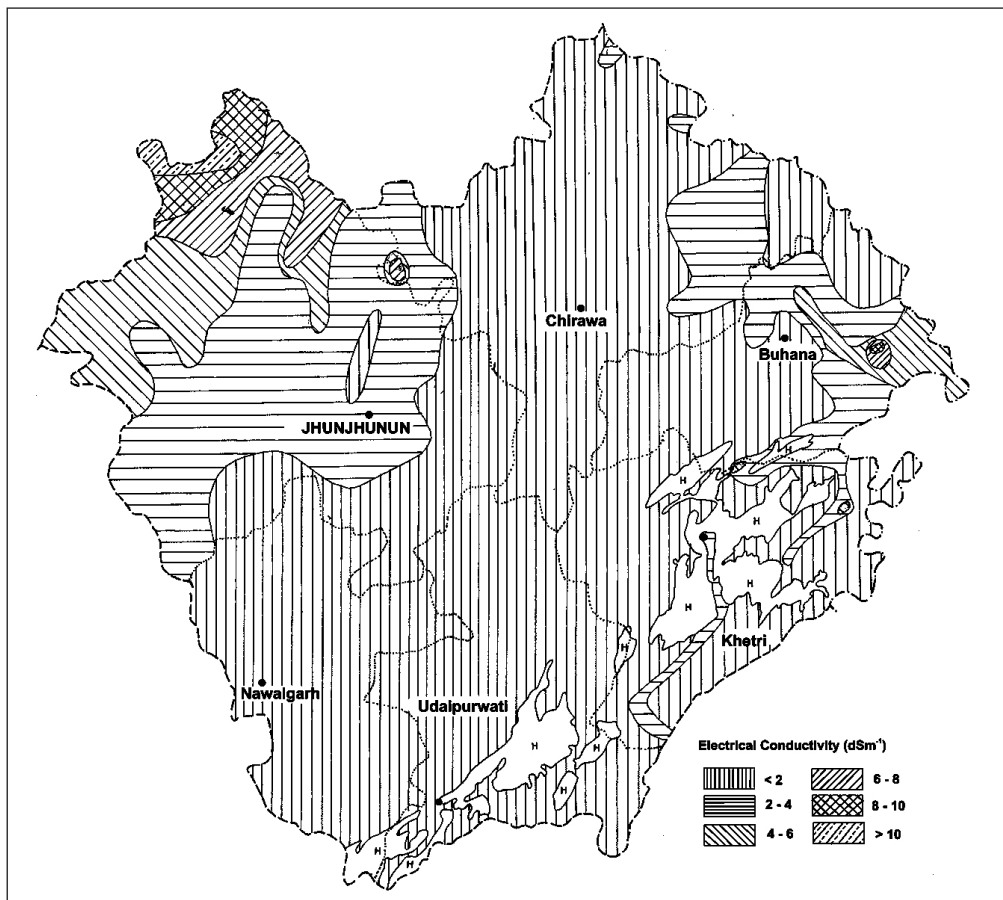 Chirawa
Buhana
JHUNJHUNUN
H
H
H
H
H
H
Khetri
Nawalgarh
Udaipurwati
H
H
H
H
H
H
Electrical Conductivity (dSm⁻¹)
< 2
6 - 8
2 - 4
8 - 10
4 - 6
> 10